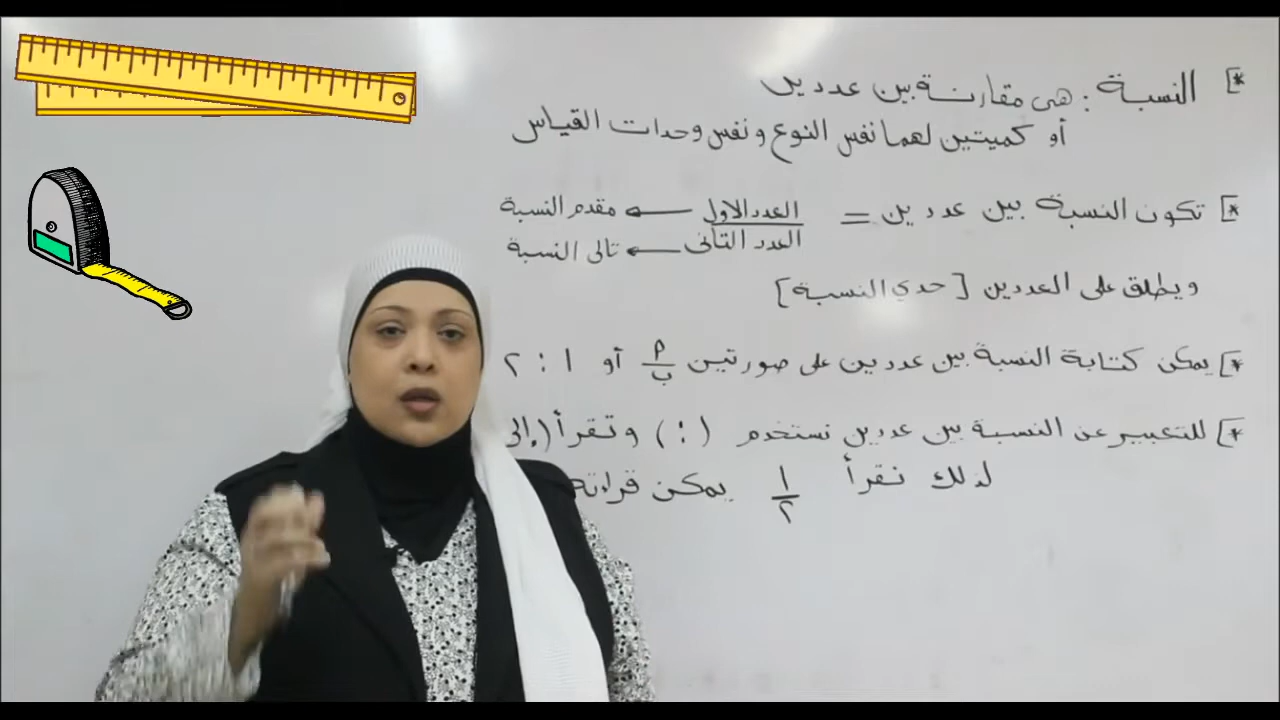 [*] النسبة : هى مقارنة بين عددين
أو كميتين لهما نفس النوع ونفس وحدات القياس
[*] تكون النسبة بين عددين = العدد الاول ← مقدم النسبة
العدد الثانى ← تالى النسبة
ويطلق على العددين [حدي النسبة]
[*] يمكن كتابة النسبة بين عددين على صورتين م/ب أو ١ : ٢
[*] للتعبير عن النسبة بين عددين نستخدم (:) وتقرأ (إلى
لذلك نقرأ ١/٢ يمكن قراءته